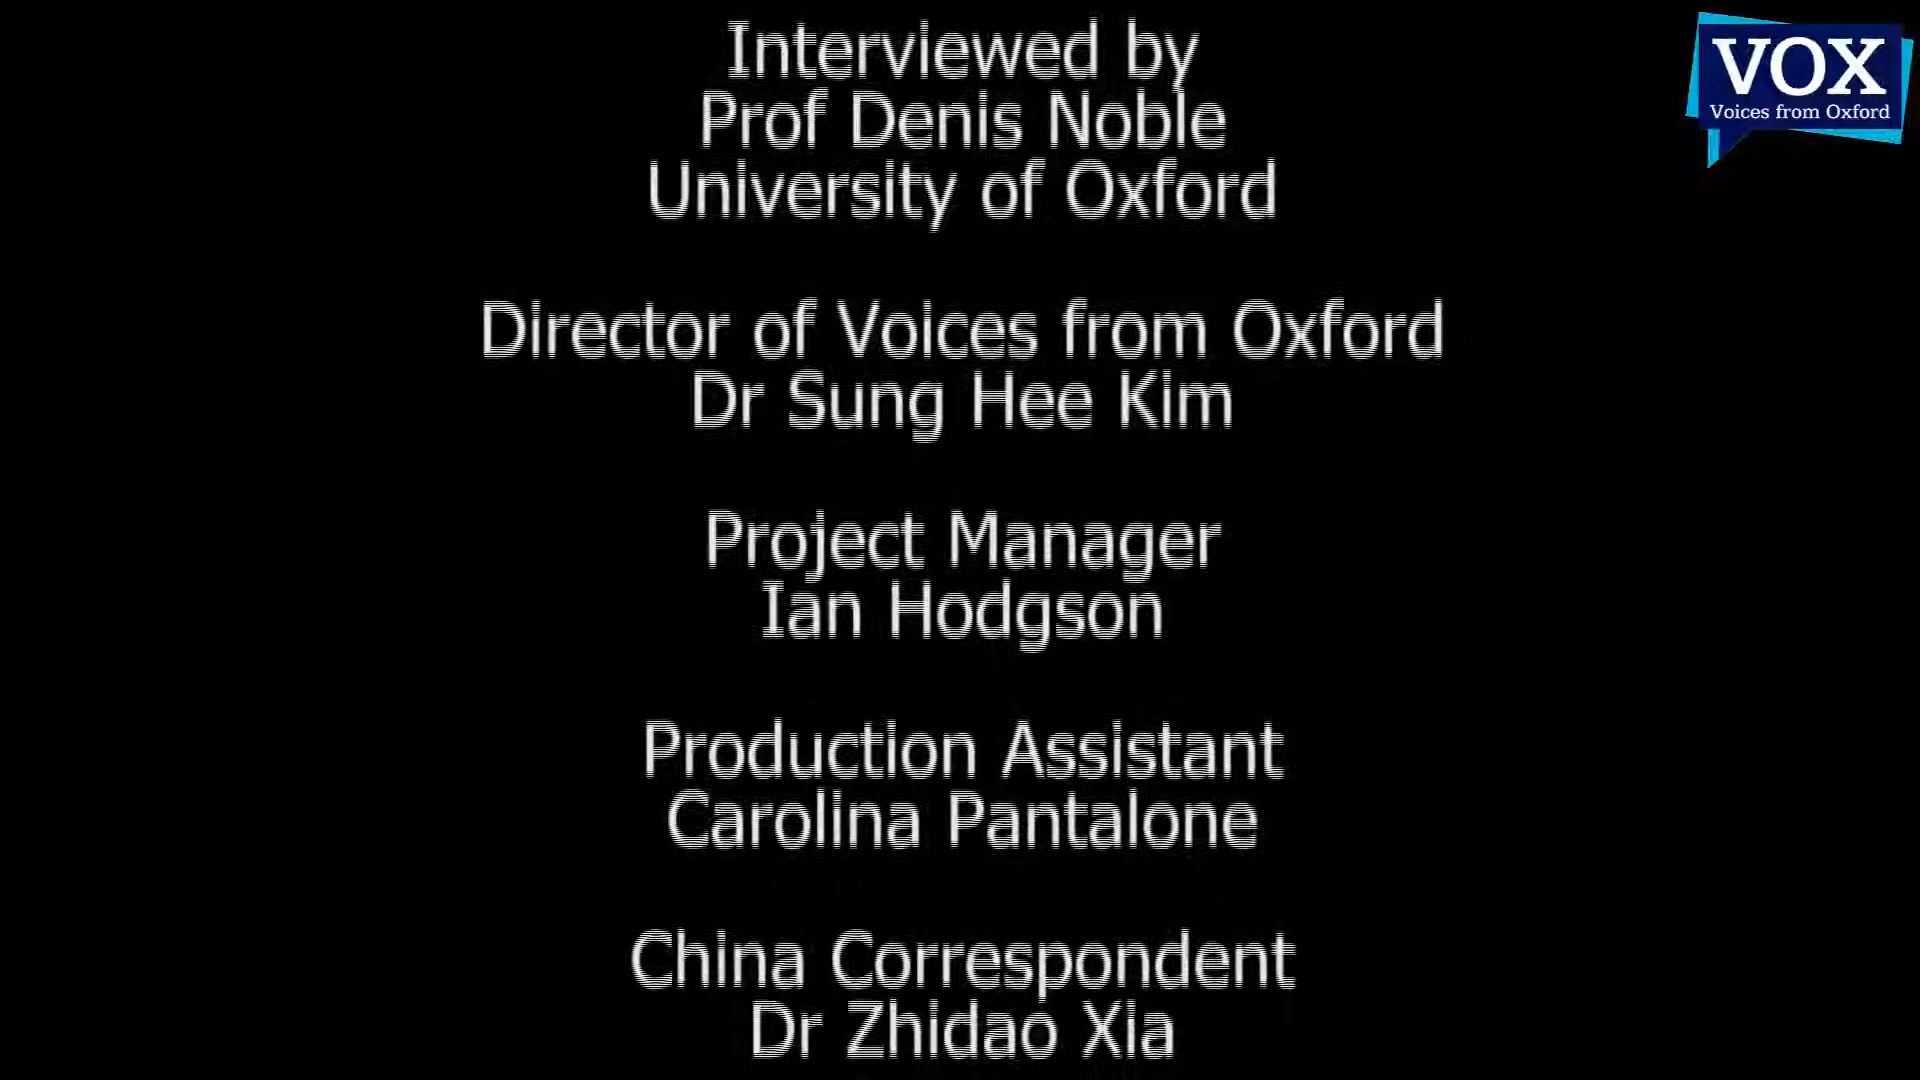 Interviewed by
Prof Denis Noble
University of Oxford
Director of Voices from Oxford
Dr Sung Hee Kim
Project Manager
Ian Hodgson
Production Assistant
Carolina Pantalone
China Correspondent
Dr Zhidao Xia
VOX
Voices from Oxford